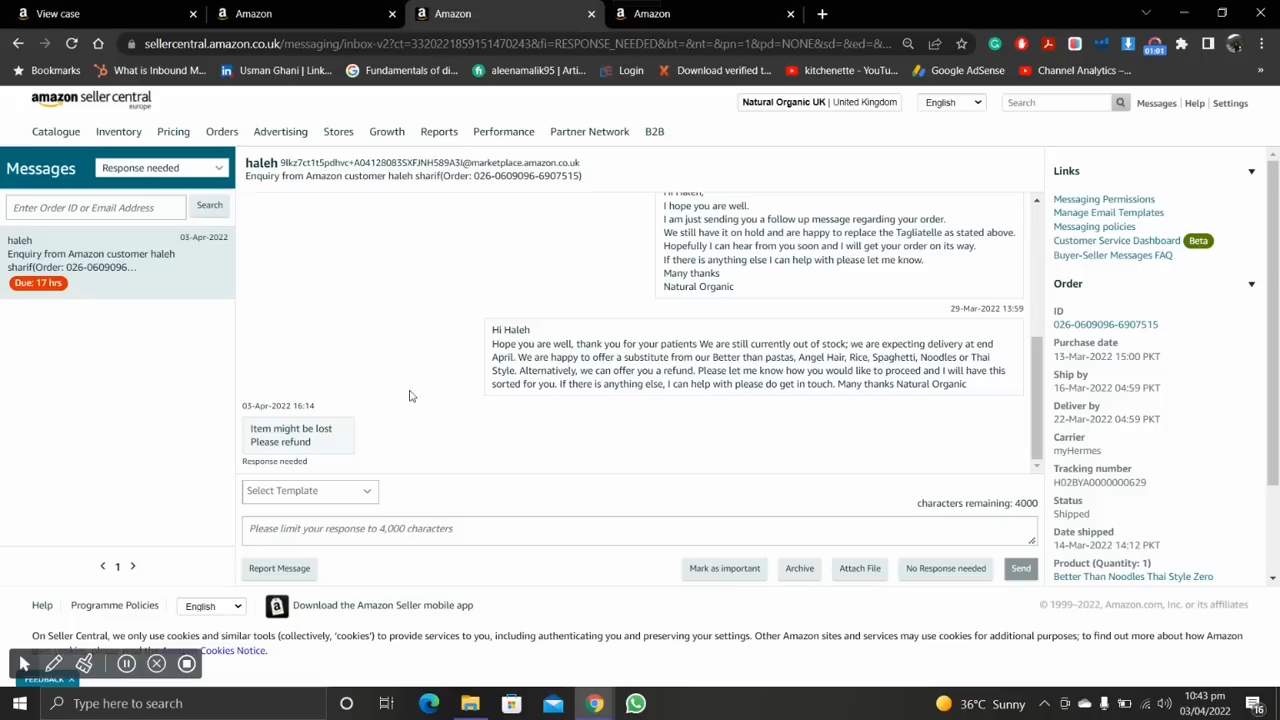 View case
Amazon
Amazon
Amazon
sellercentral.amazon.co.uk/messaging/inbox-v2?t=3302218591514702​43&fi=RESPONSE_NEEDED&bt=&nt=&pn=1&pd=NONE&sd=&ed=&...
01:01
Bookmarks
What is Inbound M...
Usman Ghani | Link...
Fundamentals of di...
aleenamalik95 | Arti...
Login
Download verified t...
kitchenette - YouTu...
Google AdSense
Channel Analytics –...
amazon seller central
europe
Natural Organic UK | United Kingdom
English
Search
Messages | Help | Settings
Catalogue Inventory Pricing Orders Advertising Stores Growth Reports Performance Partner Network B2B
Messages
Response needed
Enter Order ID or Email Address
Search
haleh
03-Apr-2022
Enquiry from Amazon customer haleh
sharif(Order: 026-0609096...
Due: 17 hrs
1
haleh 9lkz7ct1t5pdhvc+A04128083SXFJNH589A3I@marketplace.amazon.co.uk
Enquiry from Amazon customer haleh sharif(Order: 026-0609096-6907515)
Hi Haleh,
I hope you are well.
I am just sending you a follow up message regarding your order.
We still have it on hold and are happy to replace the Tagliatelle as stated above.
Hopefully I can hear from you soon and I will get your order on its way.
If there is anything else I can help with please let me know.
Many thanks
Natural Organic
29-Mar-2022 13:59
Hi Haleh
Hope you are well, thank you for your patients We are still currently out of stock; we are expecting delivery at end
April. We are happy to offer a substitute from our Better than pastas, Angel Hair, Rice, Spaghetti, Noodles or Thai
Style. Alternatively, we can offer you a refund. Please let me know how you would like to proceed and I will have this
sorted for you. If there is anything else, I can help with please do get in touch. Many thanks Natural Organic
03-Apr-2022 16:14
Item might be lost
Please refund
Response needed
Select Template
characters remaining: 4000
Please limit your response to 4,000 characters
Report Message
Mark as important
Archive
Attach File
No Response needed
Send
Links
Messaging Permissions
Manage Email Templates
Messaging policies
Customer Service Dashboard Beta
Buyer-Seller Messages FAQ
Order
ID
026-0609096-6907515
Purchase date
13-Mar-2022 15:00 PKT
Ship by
16-Mar-2022 04:59 PKT
Deliver by
22-Mar-2022 04:59 PKT
Carrier
myHermes
Tracking number
H02BYA0000000629
Status
Shipped
Date shipped
14-Mar-2022 14:12 PKT
Product (Quantity: 1)
Better Than Noodles Thai Style Zero
Help
Programme Policies
English
Download the Amazon Seller mobile app
© 1999-2022, Amazon.com, Inc. or its affiliates
On Seller Central, we only use cookies and similar tools (collectively, 'cookies') to provide services to you, including authenticating you and preserving your settings. Other Amazon sites and services may use cookies for additional purposes; to find out more about how Amazon
Amazon Cookies Notice.
FEEDBACK
Type here to search
36°C Sunny
10:43 pm
03/04/2022
16